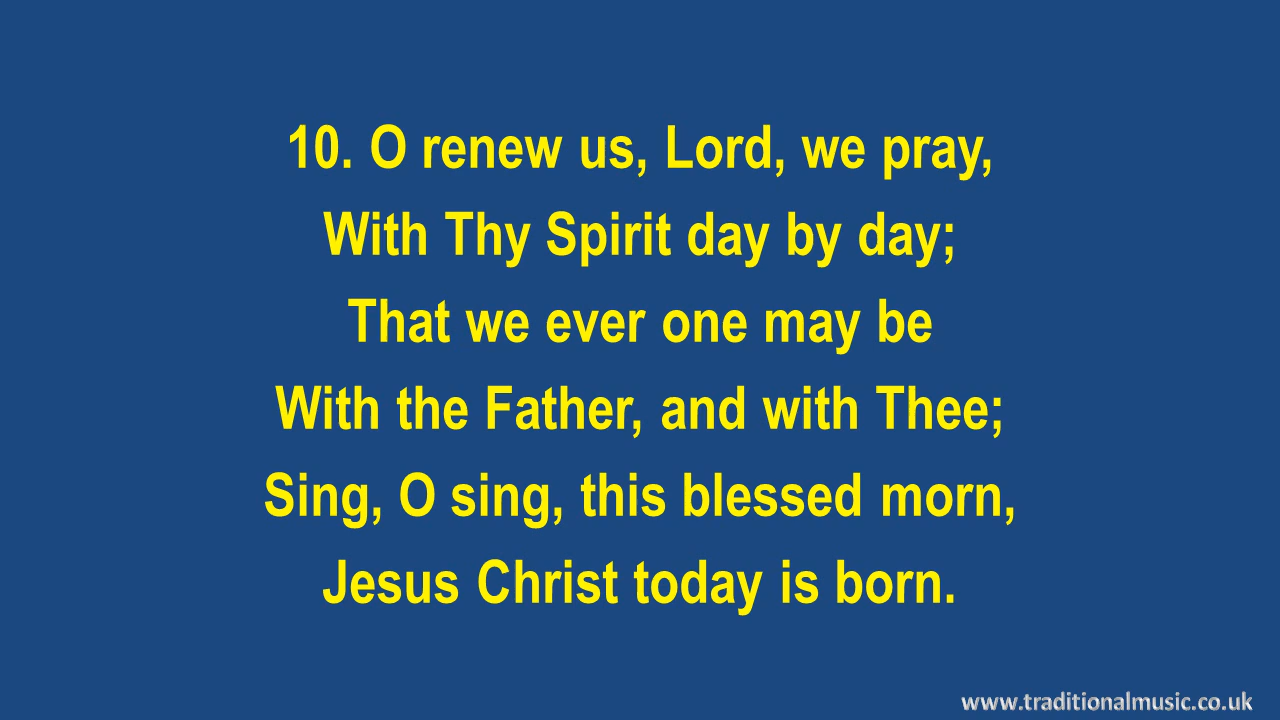 10. O renew us, Lord, we pray,
With Thy Spirit day by day;
That we ever one may be
With the Father, and with Thee;
Sing, O sing, this blessed morn,
Jesus Christ today is born.
www.traditionalmusic.co.uk